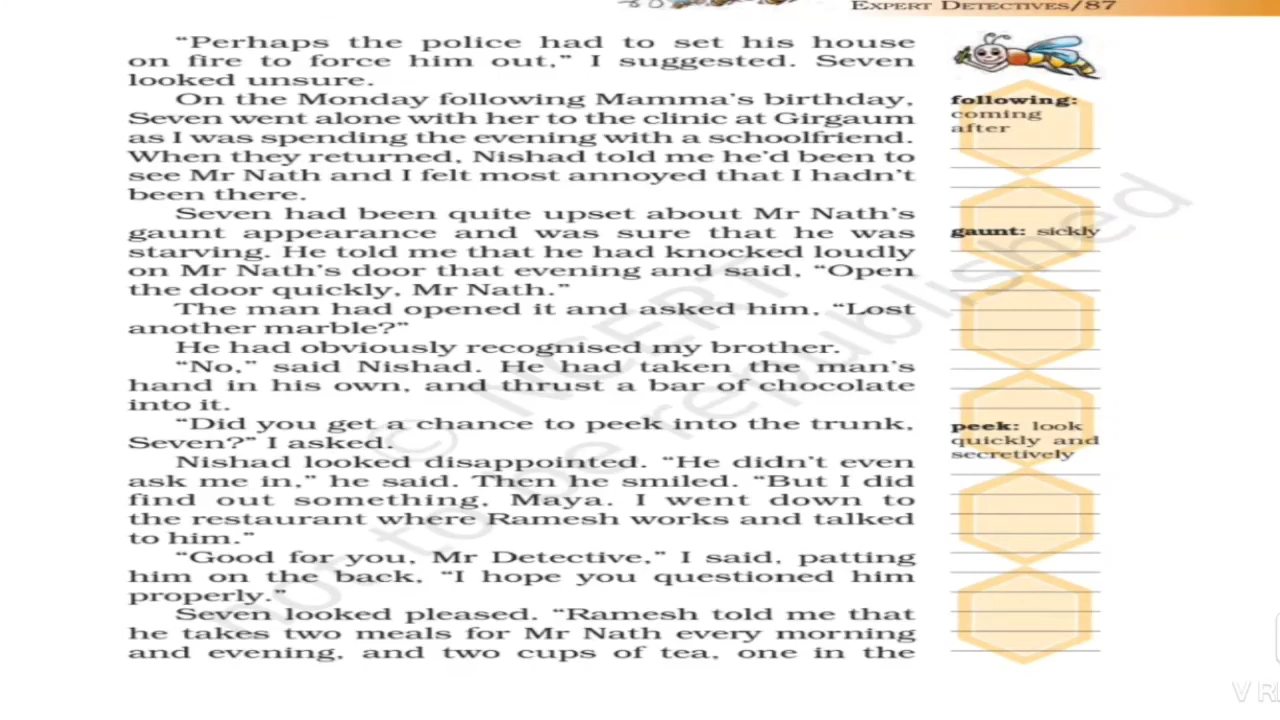 EXPERT DETECTIVES/87
"Perhaps the police had to set his house
on fire to force him out," I suggested. Seven
looked unsure.
On the Monday following Mamma's birthday,
Seven went alone with her to the clinic at Girgaum
as I was spending the evening with a schoolfriend.
When they returned, Nishad told me he'd been to
see Mr Nath and I felt most annoyed that I hadn't
been there.
Seven had been quite upset about Mr Nath's
gaunt appearance and was sure that he was
starving. He told me that he had knocked loudly
on Mr Nath's door that evening and said, "Open
the door quickly, Mr Nath."
The man had opened it and asked him, "Lost
another marble?"
He had obviously recognised my brother.
"No," said Nishad. He had taken the man's
hand in his own, and thrust a bar of chocolate
into it.
"Did you get a chance to peek into the trunk,
Seven?" I asked.
Nishad looked disappointed. "He didn't even
ask me in," he said. Then he smiled. "But I did
find out something, Maya. I went down to
the restaurant where Ramesh works and talked
to him."
"Good for you, Mr Detective," I said, patting
him on the back, "I hope you questioned him
properly."
Seven looked pleased. "Ramesh told me that
he takes two meals for Mr Nath every morning
and evening, and two cups of tea, one in the
following:
coming
after
gaunt: sickly
peek: look
quickly and
secretively
© NCERT
not to be republished